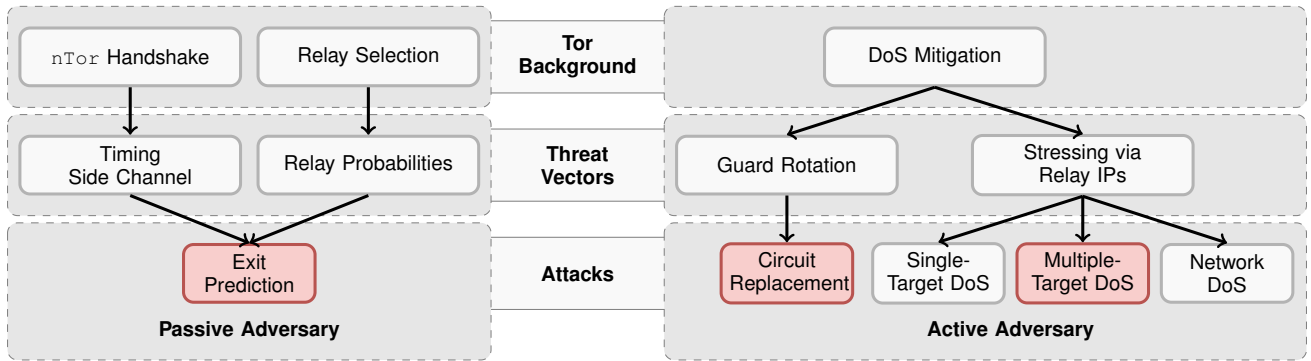 nTor Handshake
Relay Selection
Tor
Background
DoS Mitigation
Timing
Side Channel
Relay Probabilities
Threat
Vectors
Guard Rotation
Stressing via
Relay IPs
Exit
Prediction
Attacks
Circuit
Replacement
Single-
Target DoS
Multiple-
Target DoS
Network
DoS
Passive Adversary
Active Adversary